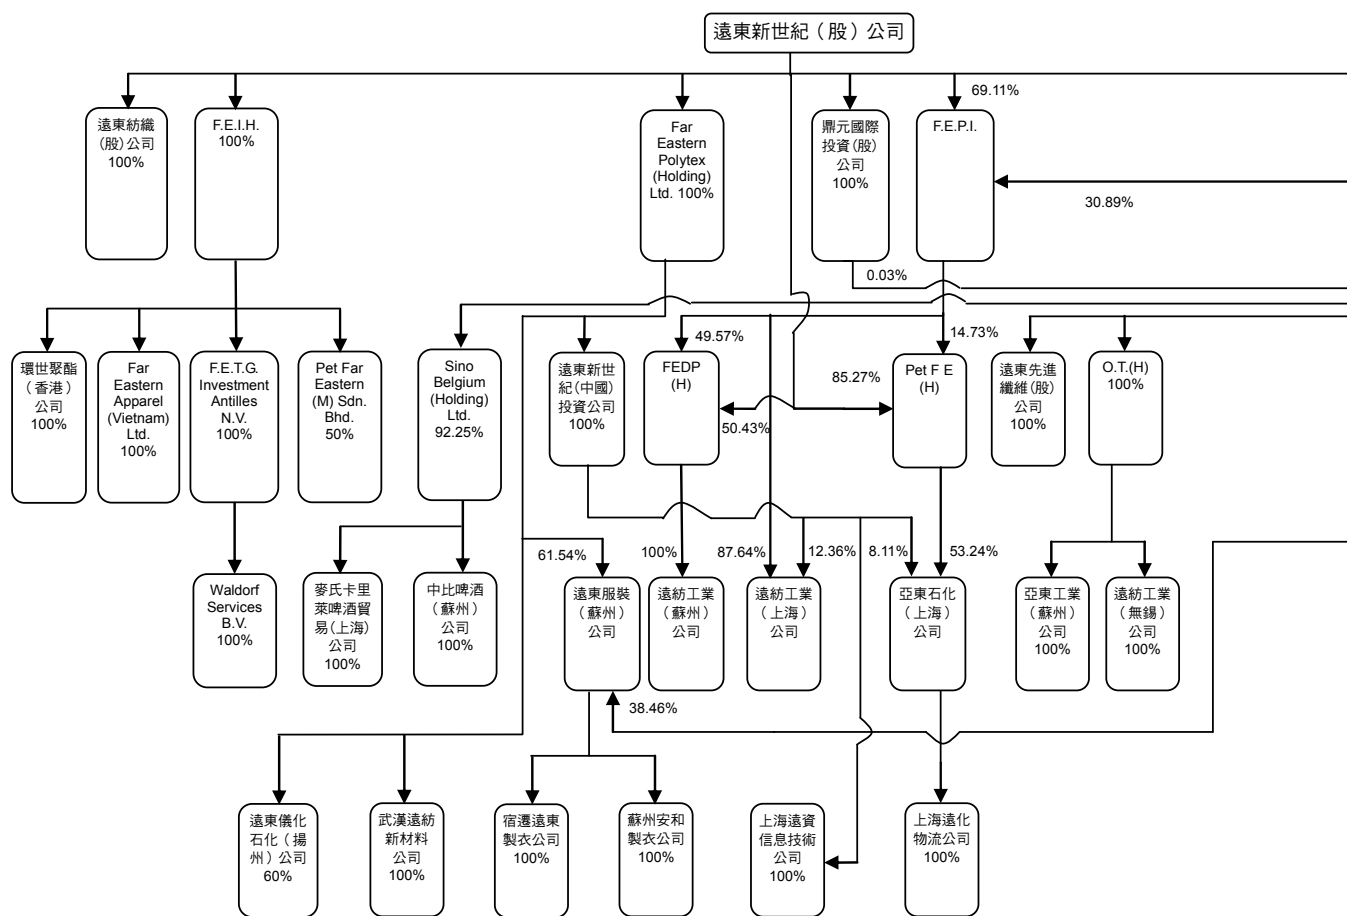 遠東新世紀（股）公司
遠東紡織
(股)公司
100%
F.E.I.H.
100%
Far
Eastern
Polytex
(Holding)
Ltd. 100%
鼎元國際
投資(股)
公司
100%
69.11%
F.E.P.I.
30.89%
0.03%
環世聚酯
（香港）
公司
100%
Far
Eastern
Apparel
(Vietnam)
Ltd.
100%
F.E.T.G.
Investment
Antilles
N.V.
100%
Pet Far
Eastern
(M) Sdn.
Bhd.
50%
Sino
Belgium
(Holding)
Ltd.
92.25%
遠東新世
紀(中國)
投資公司
100%
49.57%
FEDP
(H)
50.43%
85.27%
14.73%
Pet F E
(H)
遠東先進
纖維(股)
公司
100%
O.T.(H)
100%
Waldorf
Services
B.V.
100%
麥氏卡里
萊啤酒貿
易(上海)
公司
100%
中比啤酒
（蘇州）
公司
100%
61.54%
遠東服裝
（蘇州）
公司
100%
遠紡工業
（蘇州）
公司
87.64%
12.36%
遠紡工業
（上海）
公司
8.11%
53.24%
亞東石化
（上海）
公司
亞東工業
（蘇州）
公司
100%
遠紡工業
（無錫）
公司
100%
38.46%
遠東儀化
石化（揚
州）公司
60%
武漢遠紡
新材料
公司
100%
宿遷遠東
製衣公司
100%
蘇州安和
製衣公司
100%
上海遠資
信息技術
公司
100%
上海遠化
物流公司
100%